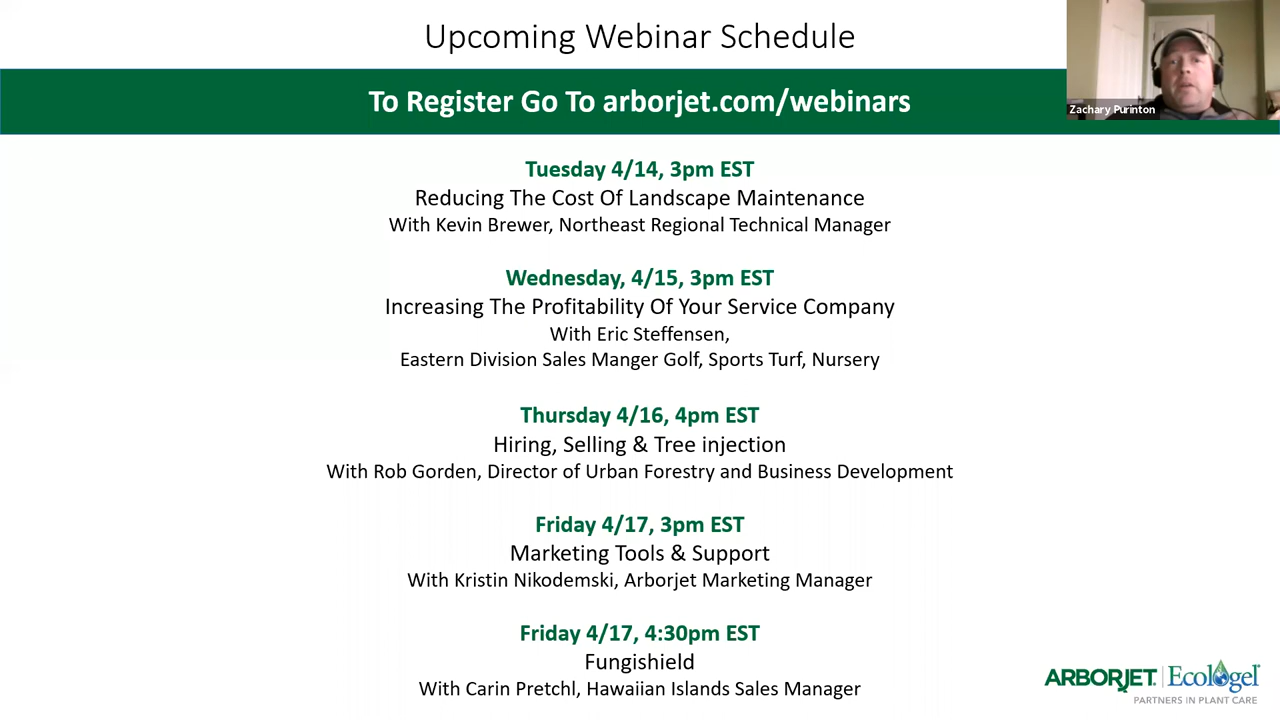 Upcoming Webinar Schedule
To Register Go To arborjet.com/webinars
Zachary Purinton
Tuesday 4/14, 3pm EST
Reducing The Cost Of Landscape Maintenance
With Kevin Brewer, Northeast Regional Technical Manager
Wednesday, 4/15, 3pm EST
Increasing The Profitability Of Your Service Company
With Eric Steffensen,
Eastern Division Sales Manger Golf, Sports Turf, Nursery
Thursday 4/16, 4pm EST
Hiring, Selling & Tree injection
With Rob Gorden, Director of Urban Forestry and Business Development
Friday 4/17, 3pm EST
Marketing Tools & Support
With Kristin Nikodemski, Arborjet Marketing Manager
Friday 4/17, 4:30pm EST
Fungishield
With Carin Pretchl, Hawaiian Islands Sales Manager
ARBORJET | Ecologel
PARTNERS IN PLANT CARE